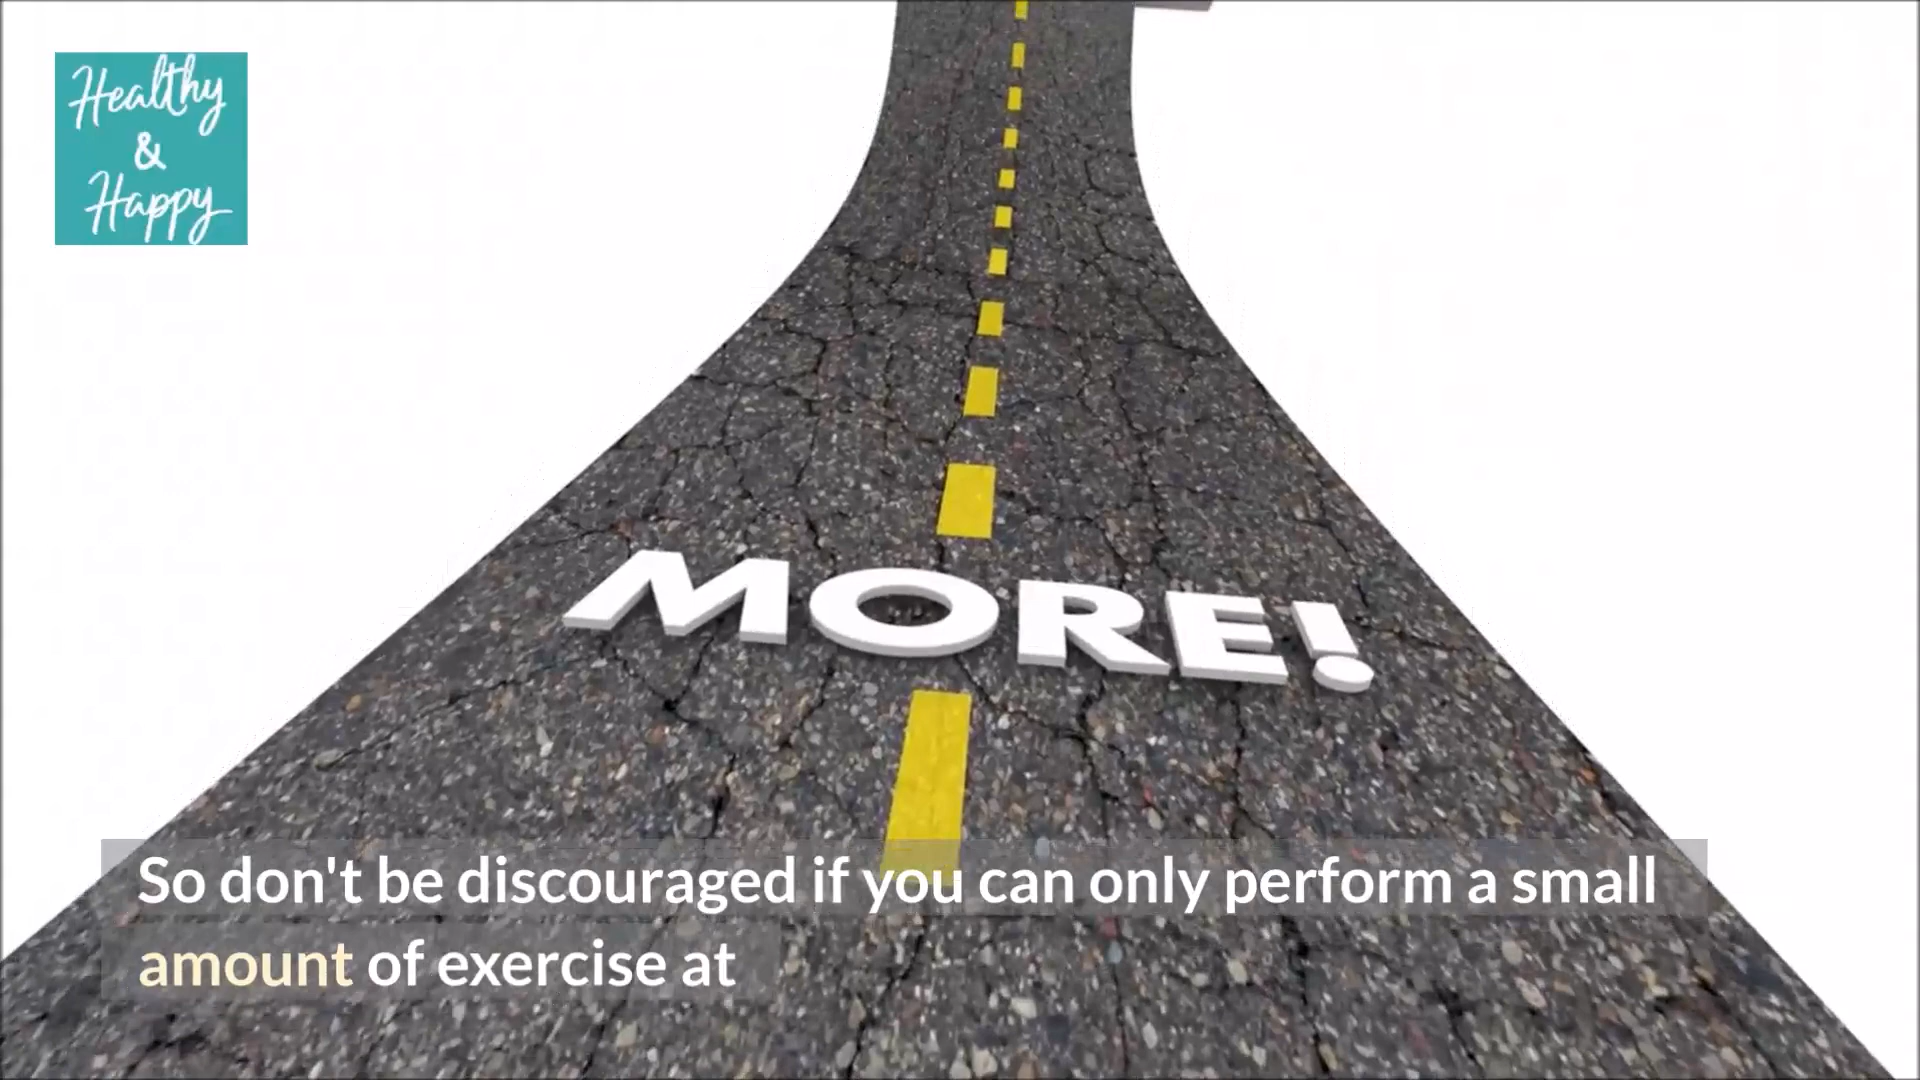 Healthy
&
Happy
MORE!
So don't be discouraged if you can only perform a small
amount of exercise at